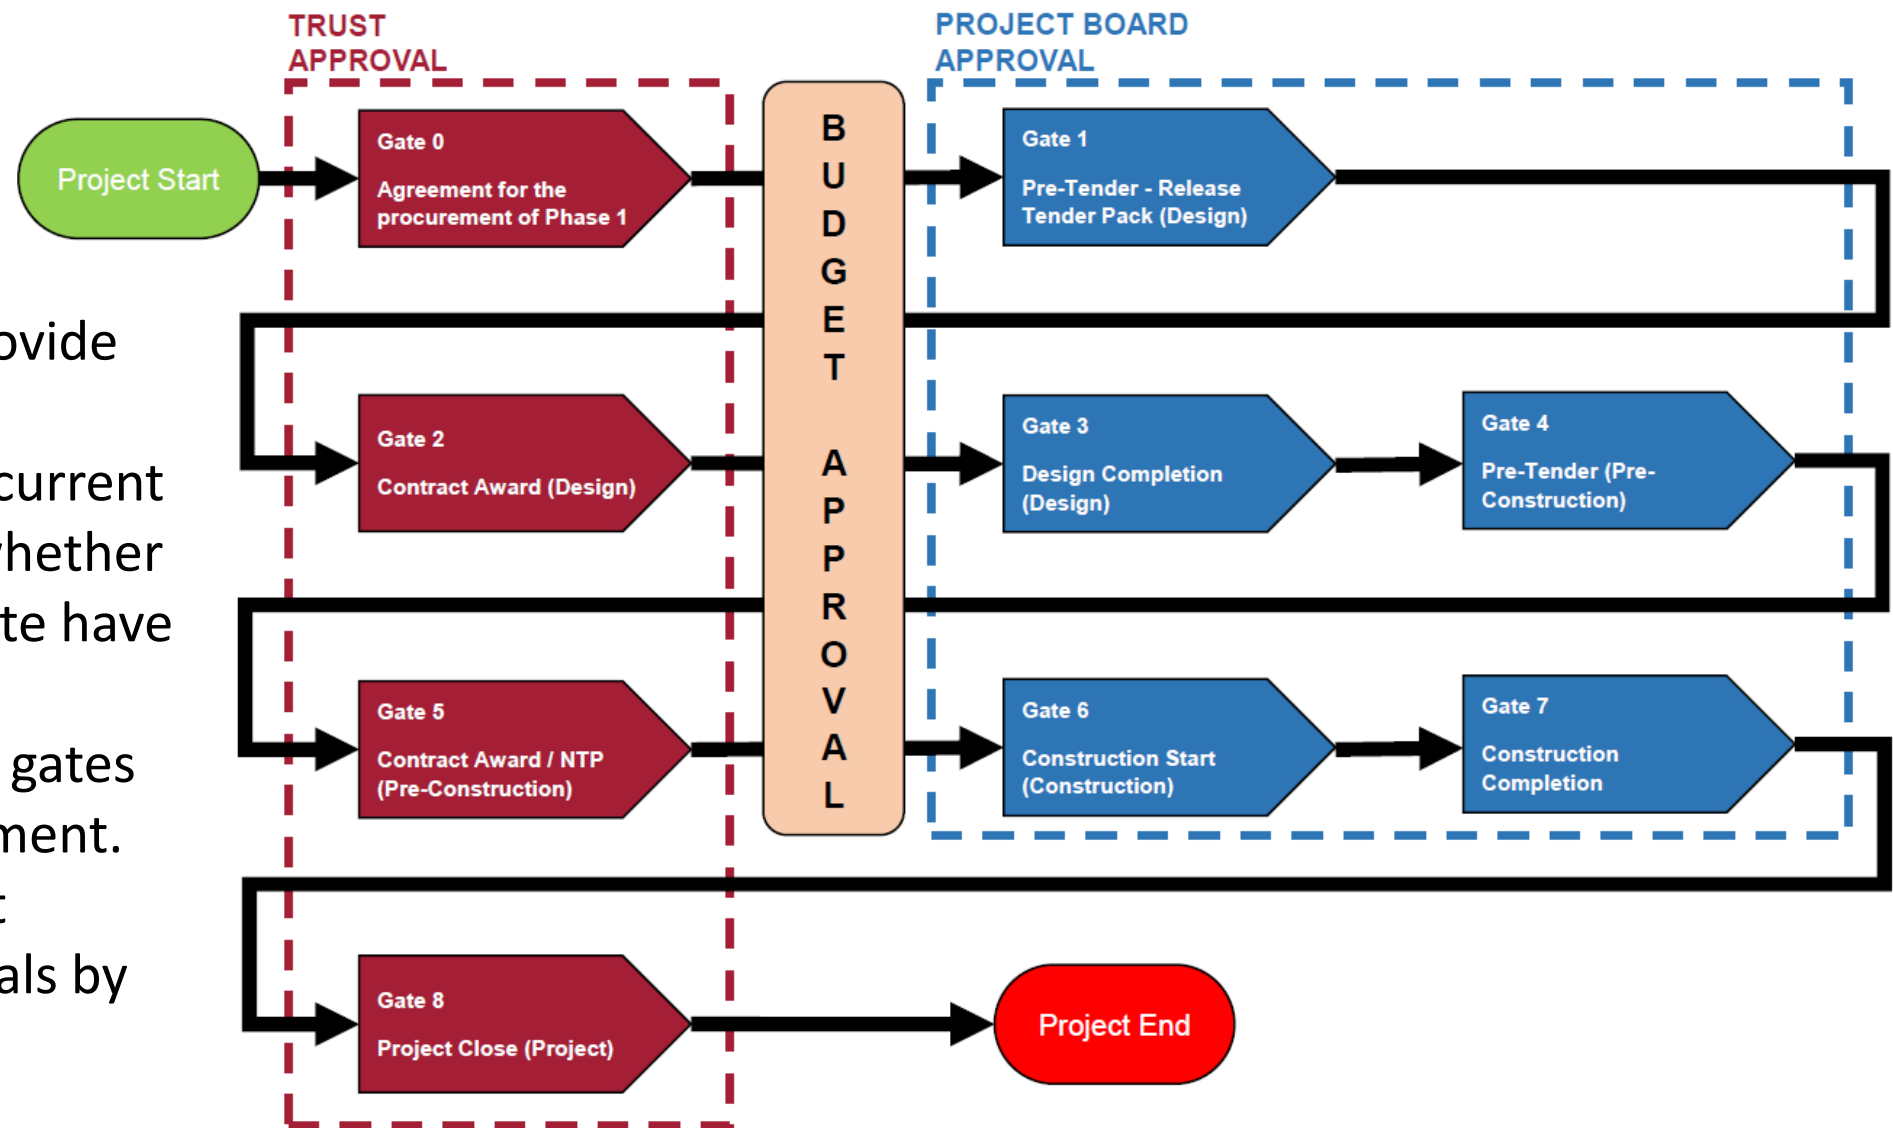 TRUST
APPROVAL
PROJECT BOARD
APPROVAL
Project Start
Gate 0
Agreement for the
procurement of Phase 1
B
U
D
G
E
T
A
P
P
R
O
V
A
L
Gate 1
Pre-Tender - Release
Tender Pack (Design)
ovide
current
whether
te have
gates
ment.
t
als by
Gate 2
Contract Award (Design)
Gate 3
Design Completion
(Design)
Gate 4
Pre-Tender (Pre-
Construction)
Gate 5
Contract Award / NTP
(Pre-Construction)
Gate 6
Construction Start
(Construction)
Gate 7
Construction
Completion
Gate 8
Project Close (Project)
Project End